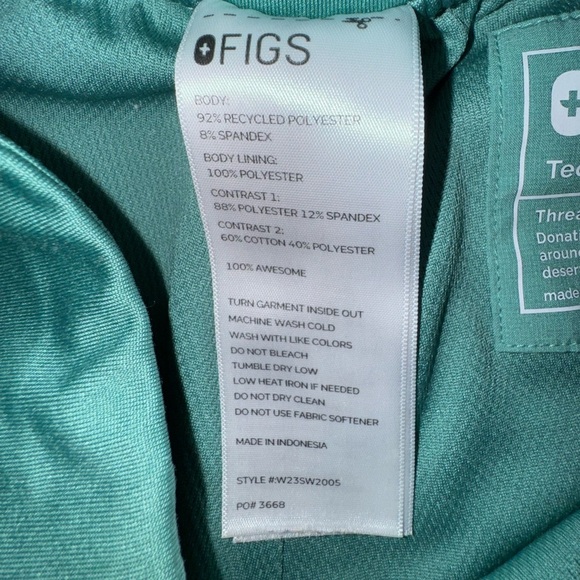 FIGS
BODY:
92% RECYCLED POLYESTER
8% SPANDEX
BODY LINING:
100% POLYESTER
CONTRAST 1:
88% POLYESTER 12% SPANDEX
CONTRAST 2:
60% COTTON 40% POLYESTER
100% AWESOME
TURN GARMENT INSIDE OUT
MACHINE WASH COLD
WASH WITH LIKE COLORS
DO NOT BLEACH
TUMBLE DRY LOW
LOW HEAT IRON IF NEEDED
DO NOT DRY CLEAN
DO NOT USE FABRIC SOFTENER
MADE IN INDONESIA
STYLE #:W23SW2005
PO# 3668
Donati
around
made